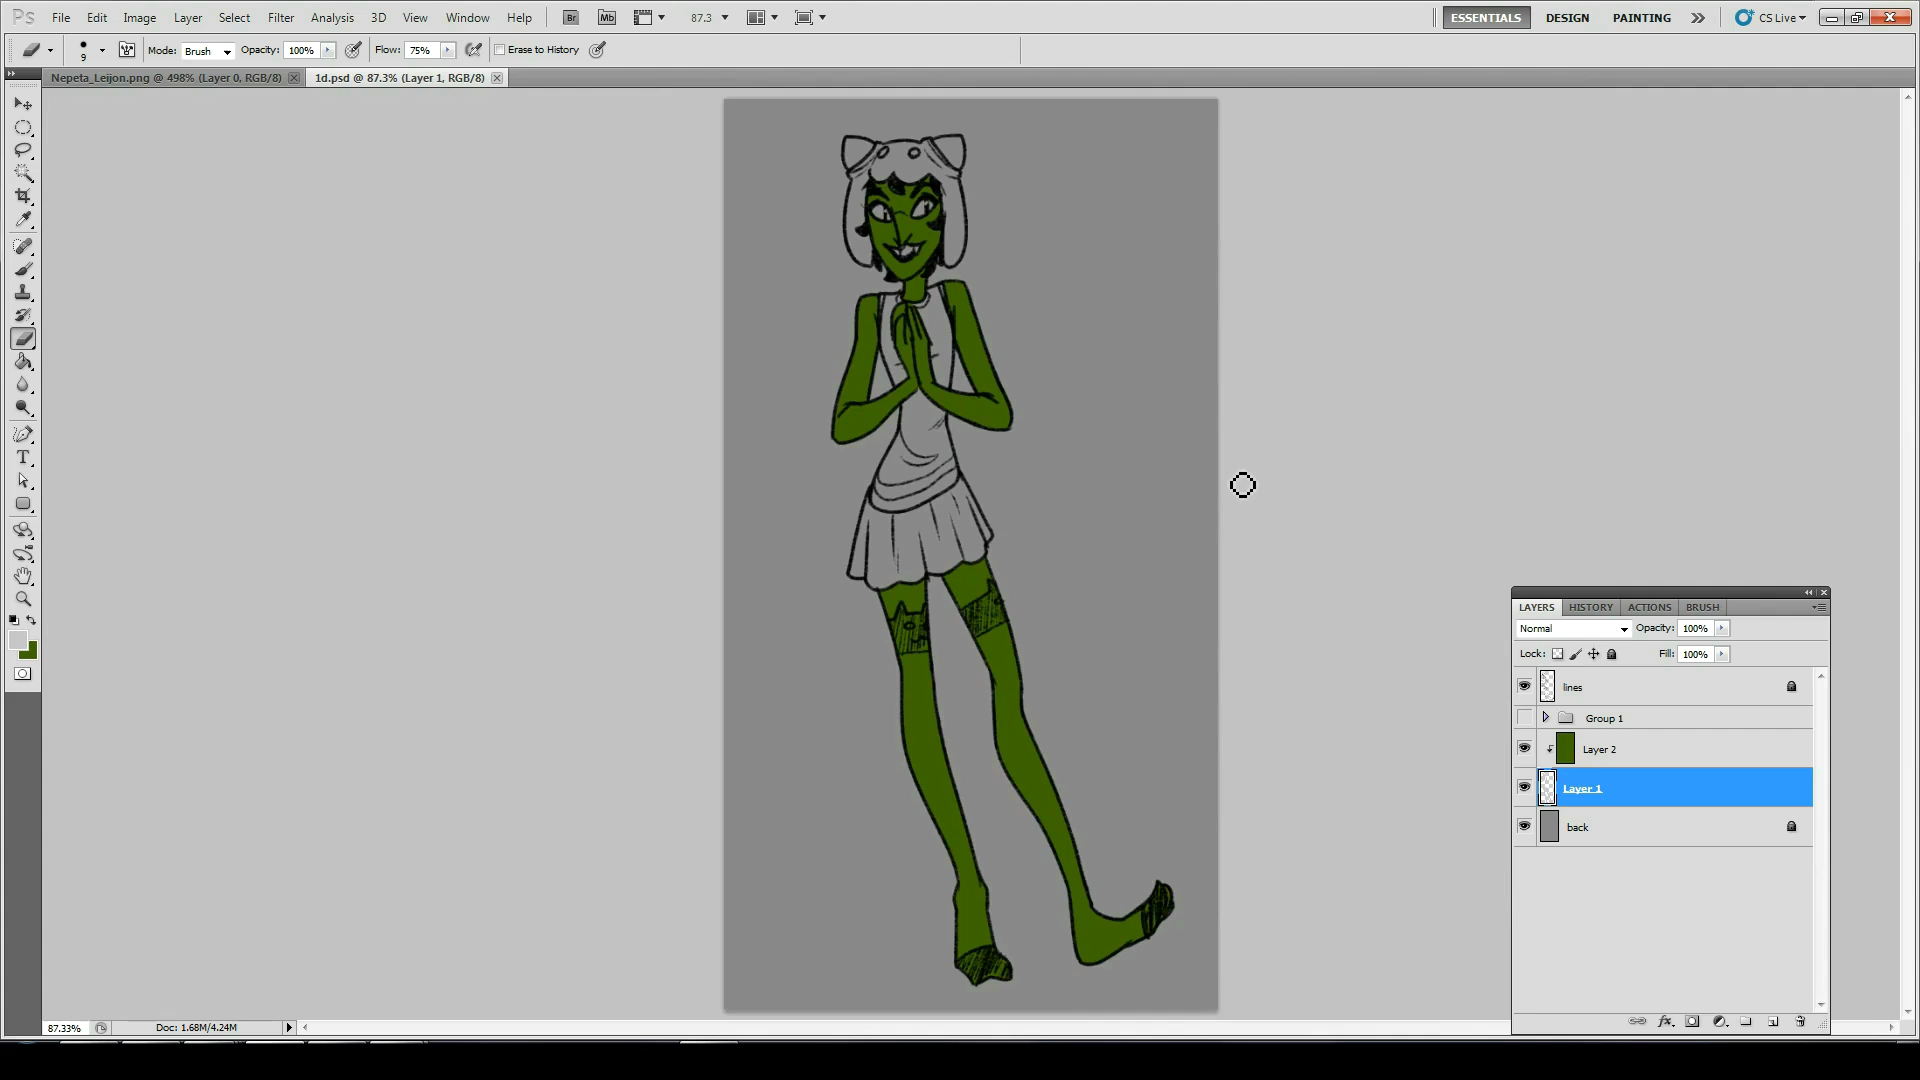 Ps File Edit Image Layer Select Filter Analysis 3D View Window Help Br Mb 87.3 ESSENTIALS DESIGN PAINTING CS Live
9 Mode: Brush Opacity: 100% Flow: 75% Erase to History
Nepeta_Leijon.png @ 498% (Layer 0, RGB/8) 1d.psd @ 87.3% (Layer 1, RGB/8)
LAYERS HISTORY ACTIONS BRUSH
Normal Opacity: 100%
Lock: Fill: 100%
lines
Group 1
Layer 2
Layer 1
back
87.33% Doc: 1.68M/4.24M